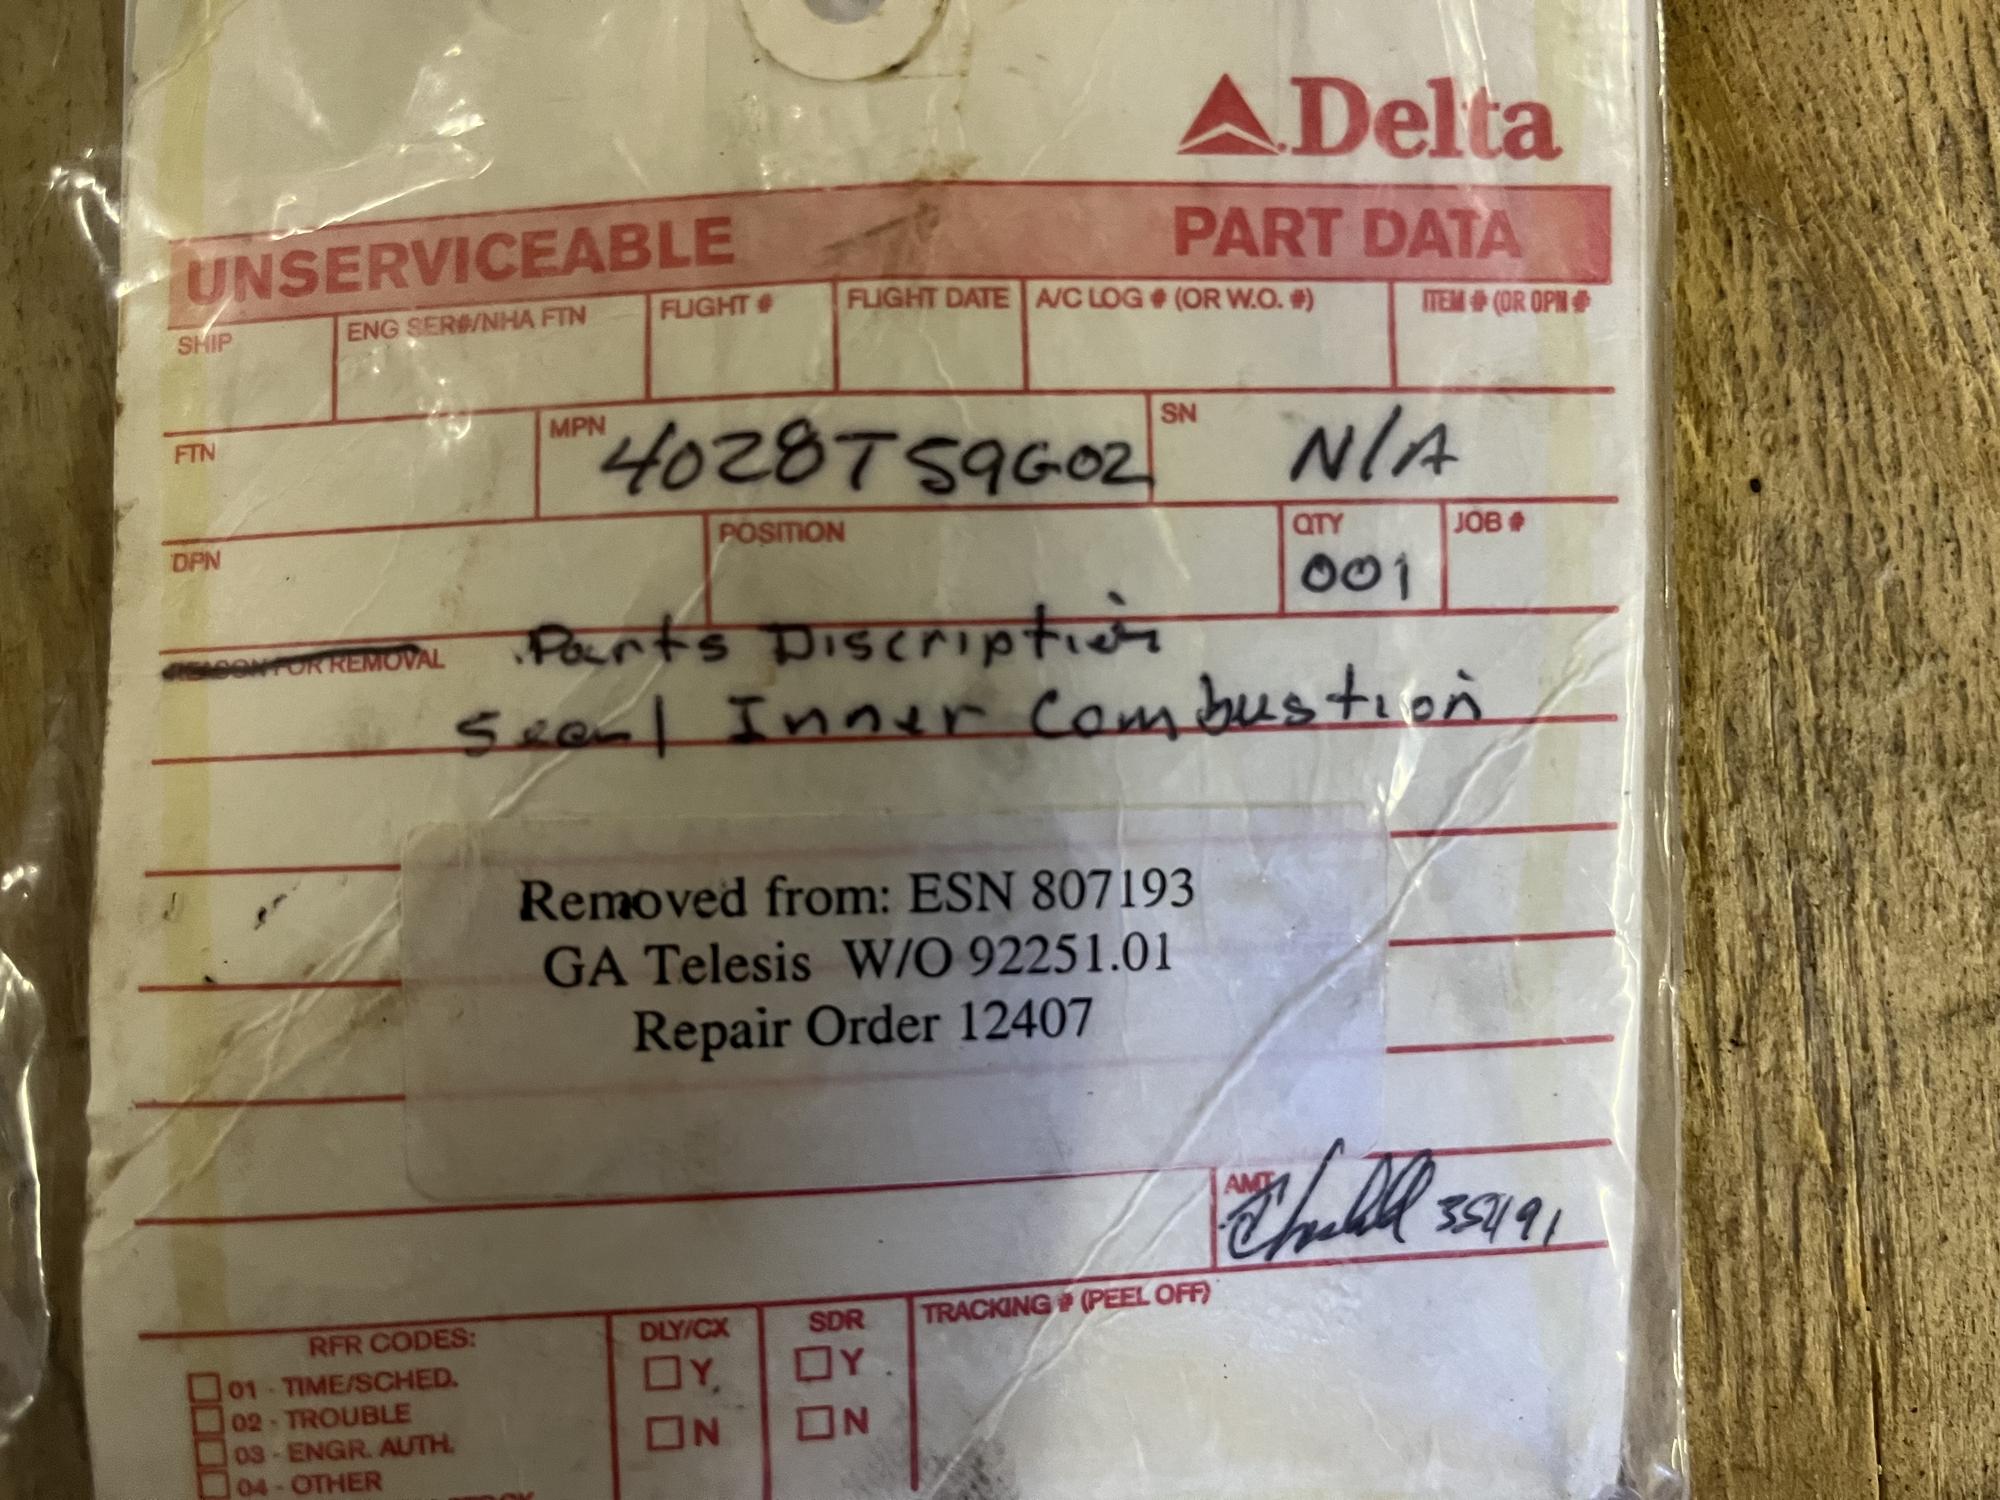 Delta
UNSERVICEABLE PART DATA
SHIP ENG SER#/NHA FTN FLIGHT # FLIGHT DATE A/C LOG # (OR W.O. #) ITEM # (OR OPN #
FTN MPN 4028T59G02 SN N/A
DPN POSITION QTY 001 JOB #
REASON FOR REMOVAL Parts Discription
Seal Inner Combustion
Removed from: ESN 807193
GA Telesis W/O 92251.01
Repair Order 12407
AMT
TRACKING # (PEEL OFF)
RFR CODES: DLY/CX SDR
01 - TIME/SCHED. Y Y
02 - TROUBLE
03 - ENGR. AUTH. N N
04 - OTHER